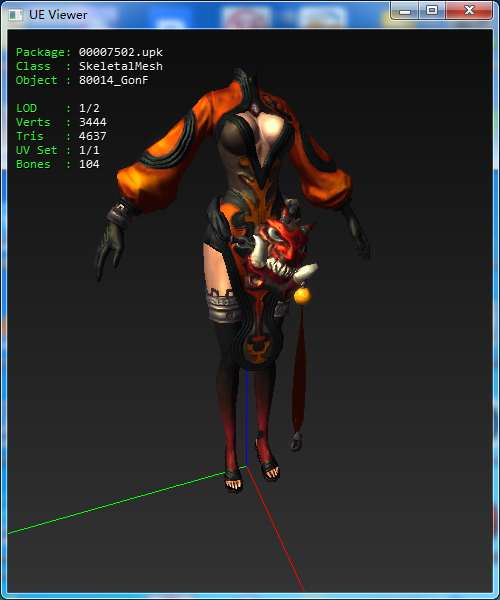 UE Viewer
Package: 00007502.upk
Class : SkeletalMesh
Object : 80014_GonF
LOD : 1/2
Verts : 3444
Tris : 4637
UV Set : 1/1
Bones : 104